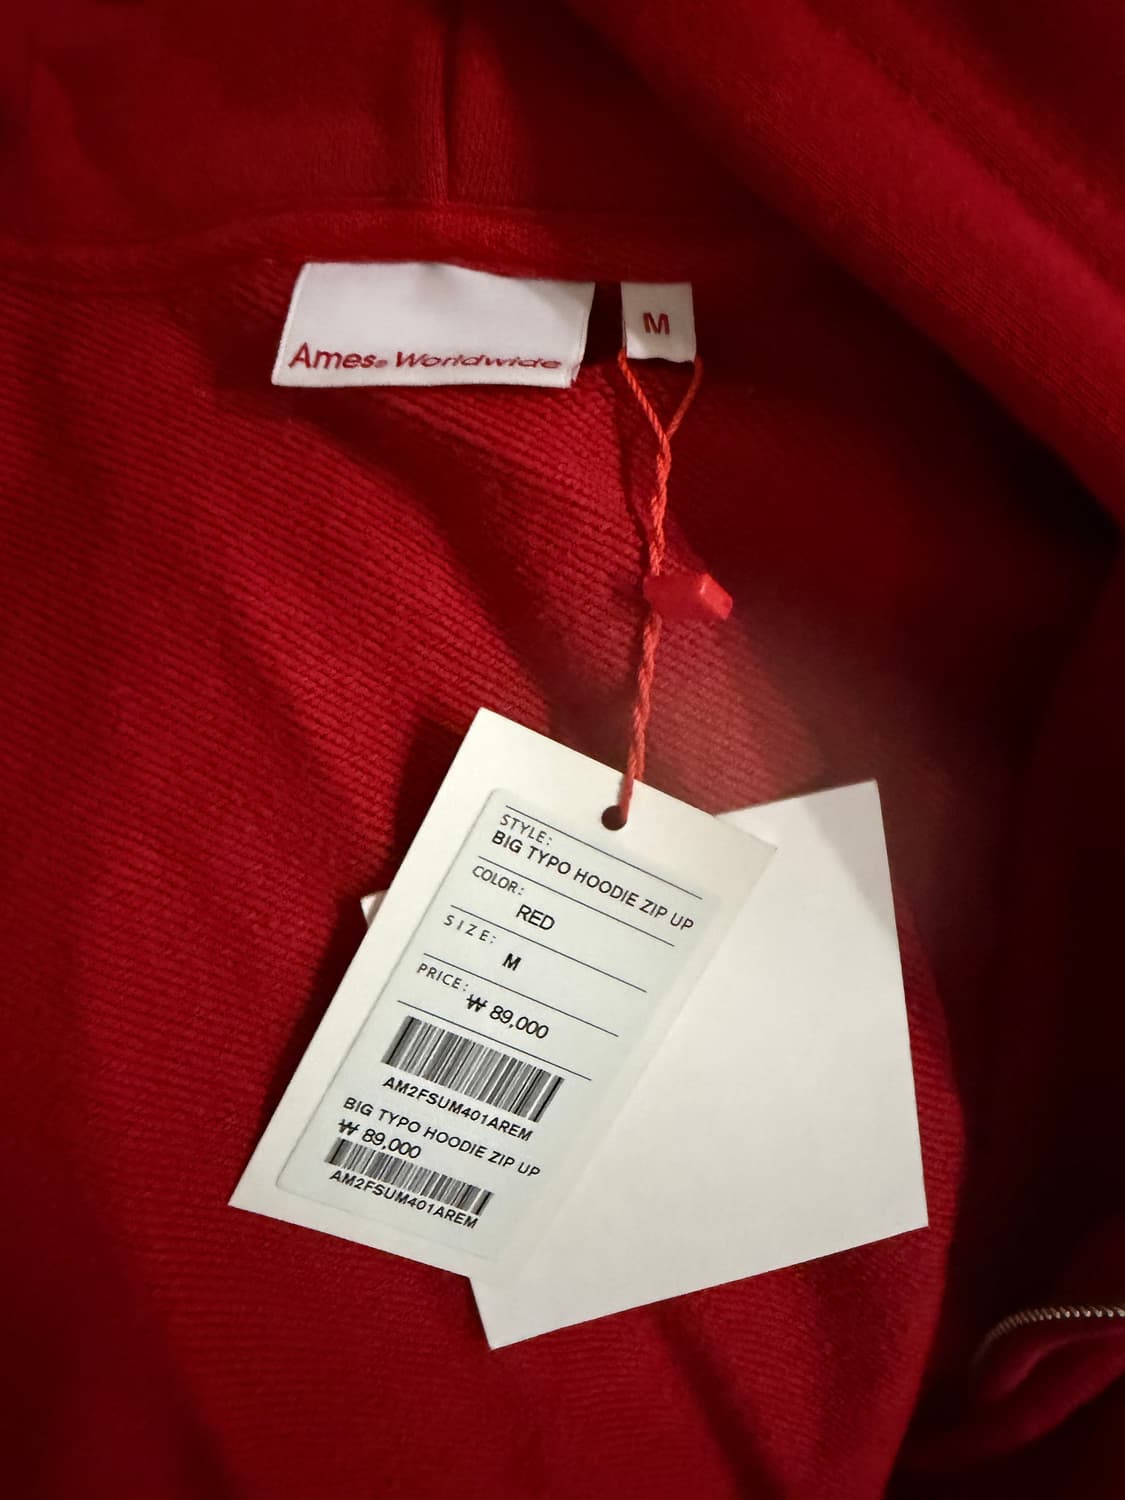 Ames® Worldwide
M
STYLE:
BIG TYPO HOODIE ZIP UP
COLOR:
RED
SIZE:
M
PRICE:
₩ 89,000
AM2FSUM401AREM
BIG TYPO HOODIE ZIP UP
₩ 89,000
AM2FSUM401AREM